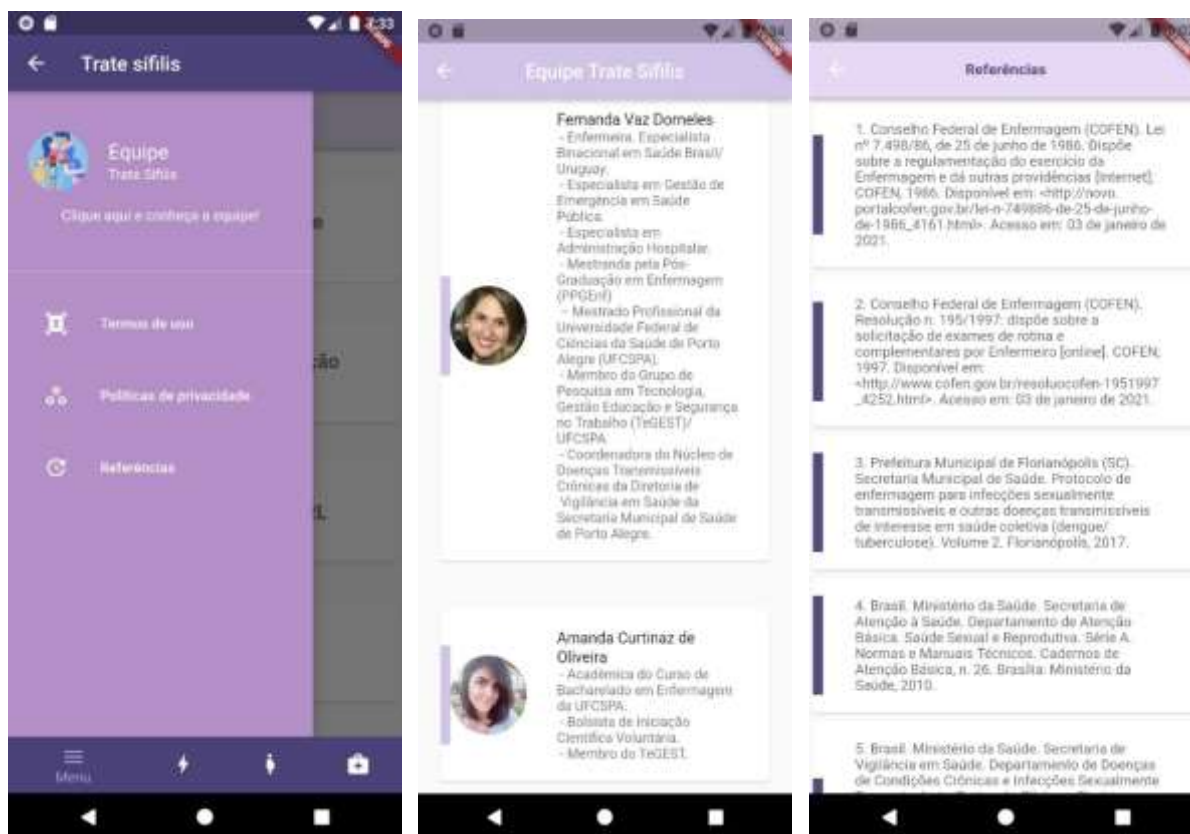 7:33
Trate sífilis
Equipe
Trate Sífilis
Clique aqui e conheça a equipe!
Termos de uso
Políticas de privacidade
Referências
ção
Menu
Equipe Trate Sífilis
Fernanda Vaz Dorneles
- Enfermeira. Especialista
Binacional em Saúde Brasil/
Uruguay.
- Especialista em Gestão de
Emergência em Saúde
Pública.
- Especialista em
Administração Hospitalar.
- Mestranda pela Pós-
Graduação em Enfermagem
(PPGEnf)
- Mestrado Profissional da
Universidade Federal de
Ciências da Saúde de Porto
Alegre (UFCSPA).
- Membro do Grupo de
Pesquisa em Tecnologia,
Gestão Educação e Segurança
no Trabalho (TeGEST)/
UFCSPA
- Coordenadora do Núcleo de
Doenças Transmissíveis
Crônicas da Diretoria de
Vigilância em Saúde da
Secretaria Municipal de Saúde
de Porto Alegre.
Amanda Curtinaz de
Oliveira
- Acadêmica do Curso de
Bacharelado em Enfermagem
da UFCSPA.
- Bolsista de Iniciação
Científica Voluntária.
- Membro do TeGEST.
Referências
1. Conselho Federal de Enfermagem (COFEN). Lei
nº 7.498/86, de 25 de junho de 1986. Dispõe
sobre a regulamentação do exercício da
Enfermagem e dá outras providências [Internet].
COFEN, 1986. Disponível em: <http://novo.
portalcofen.gov.br/lei-n-749886-de-25-de-junho-
de-1986_4161.html>. Acesso em: 03 de janeiro de
2021.
2. Conselho Federal de Enfermagem (COFEN).
Resolução n. 195/1997: dispõe sobre a
solicitação de exames de rotina e
complementares por Enfermeiro [online]. COFEN;
1997. Disponível em:
<http://www.cofen.gov.br/resoluocofen-1951997
_4252.html>. Acesso em: 03 de janeiro de 2021.
3. Prefeitura Municipal de Florianópolis (SC).
Secretaria Municipal de Saúde. Protocolo de
enfermagem para infecções sexualmente
transmissíveis e outras doenças transmissíveis
de interesse em saúde coletiva (dengue/
tuberculose). Volume 2. Florianópolis, 2017.
4. Brasil. Ministério da Saúde. Secretaria de
Atenção à Saúde. Departamento de Atenção
Básica. Saúde Sexual e Reprodutiva. Série A.
Normas e Manuais Técnicos. Cadernos de
Atenção Básica, n. 26. Brasília: Ministério da
Saúde, 2010.
5. Brasil. Ministério da Saúde. Secretaria de
Vigilância em Saúde. Departamento de Doenças
de Condições Crônicas e Infecções Sexualmente